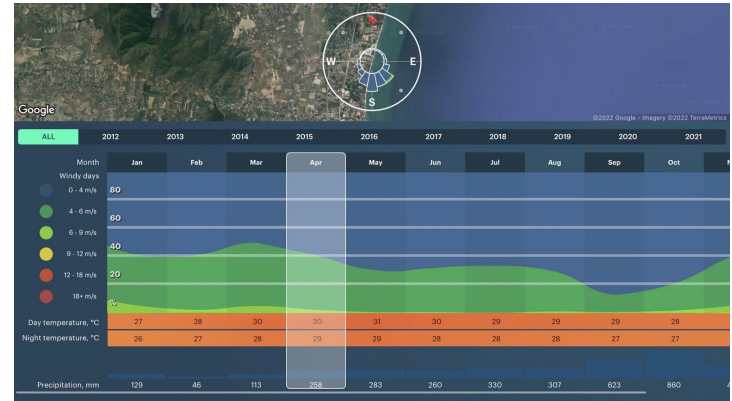 N
W E
S
Google
©2022 Google - Imagery ©2022 TerraMetrics
ALL 2012 2013 2014 2015 2016 2017 2018 2019 2020 2021
Month Jan Feb Mar Apr May Jun Jul Aug Sep Oct N
Windy days
0 - 4 m/s 80
4 - 6 m/s 60
6 - 9 m/s
9 - 12 m/s 40
12 - 18 m/s 20
18+ m/s %
Day temperature, °C 27 28 30 30 31 30 29 29 29 28
Night temperature, °C 26 27 28 29 29 28 28 28 27 27
Precipitation, mm 129 46 113 258 283 260 330 307 623 860 4